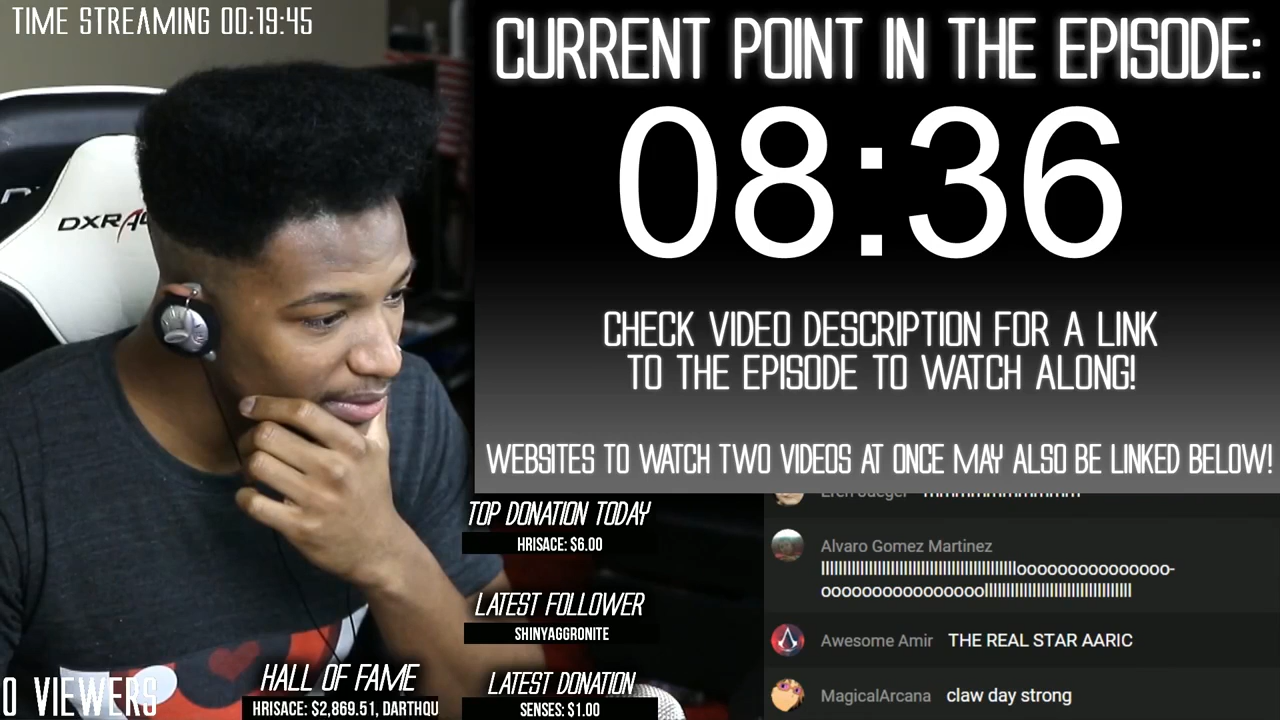 TIME STREAMING 00:19:45
CURRENT POINT IN THE EPISODE:
08:36
CHECK VIDEO DESCRIPTION FOR A LINK
TO THE EPISODE TO WATCH ALONG!
WEBSITES TO WATCH TWO VIDEOS AT ONCE MAY ALSO BE LINKED BELOW!
DXRA
TOP DONATION TODAY
HRISACE: $6.00
LATEST FOLLOWER
SHINYAGGRONITE
LATEST DONATION
SENSES: $1.00
HALL OF FAME
HRISACE: $2,869.51, DARTHQU
0 VIEWERS
Eren Jaeger
Alvaro Gomez Martinez
Awesome Amir THE REAL STAR AARIC
MagicalArcana claw day strong